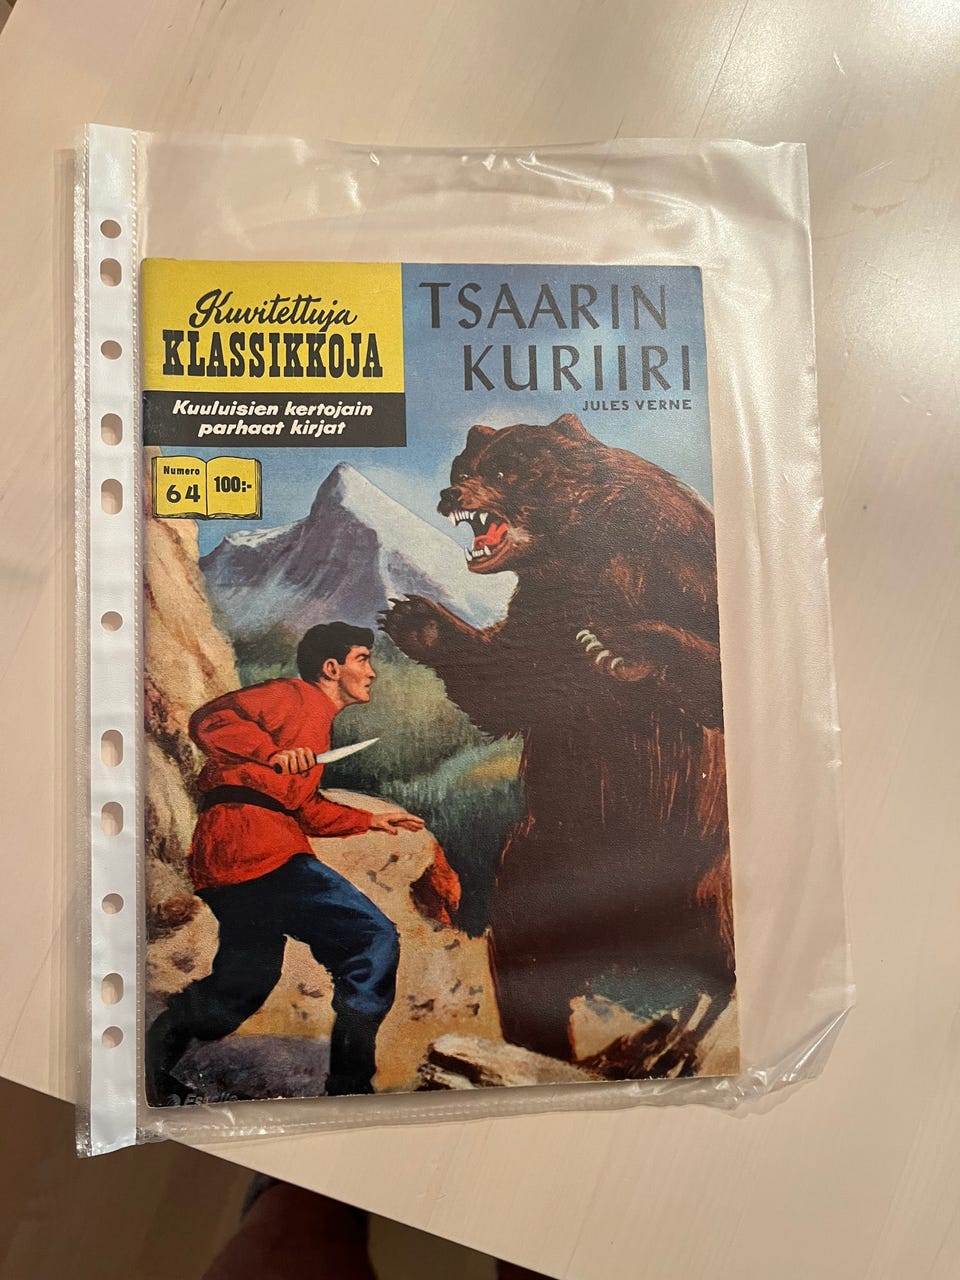 Kuvitettuja
KLASSIKKOJA
Kuuluisien kertojain
parhaat kirjat
Numero
64
100:-
TSAARIN
KURIIRI
JULES VERNE